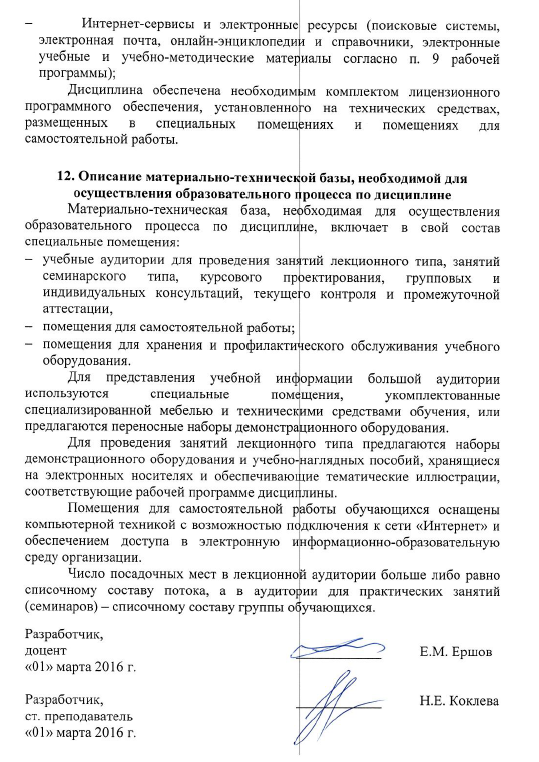 – Интернет-сервисы и электронные ресурсы (поисковые системы,
электронная почта, онлайн-энциклопедии и справочники, электронные
учебные и учебно-методические материалы согласно п. 9 рабочей
программы);
Дисциплина обеспечена необходимым комплектом лицензионного
программного обеспечения, установленного на технических средствах,
размещенных в специальных помещениях и помещениях для
самостоятельной работы.
12. Описание материально-технической базы, необходимой для
осуществления образовательного процесса по дисциплине
Материально-техническая база, необходимая для осуществления
образовательного процесса по дисциплине, включает в свой состав
специальные помещения:
– учебные аудитории для проведения занятий лекционного типа, занятий
семинарского типа, курсового проектирования, групповых и
индивидуальных консультаций, текущего контроля и промежуточной
аттестации,
– помещения для самостоятельной работы;
– помещения для хранения и профилактического обслуживания учебного
оборудования.
Для представления учебной информации большой аудитории
используются специальные помещения, укомплектованные
специализированной мебелью и техническими средствами обучения, или
предлагаются переносные наборы демонстрационного оборудования.
Для проведения занятий лекционного типа предлагаются наборы
демонстрационного оборудования и учебно-наглядных пособий, хранящиеся
на электронных носителях и обеспечивающие тематические иллюстрации,
соответствующие рабочей программе дисциплины.
Помещения для самостоятельной работы обучающихся оснащены
компьютерной техникой с возможностью подключения к сети «Интернет» и
обеспечением доступа в электронную информационно-образовательную
среду организации.
Число посадочных мест в лекционной аудитории больше либо равно
списочному составу потока, а в аудитории для практических занятий
(семинаров) – списочному составу группы обучающихся.
Разработчик,
доцент Е.М. Ершов
«01» марта 2016 г.
Разработчик, Н.Е. Коклева
ст. преподаватель
«01» марта 2016 г.